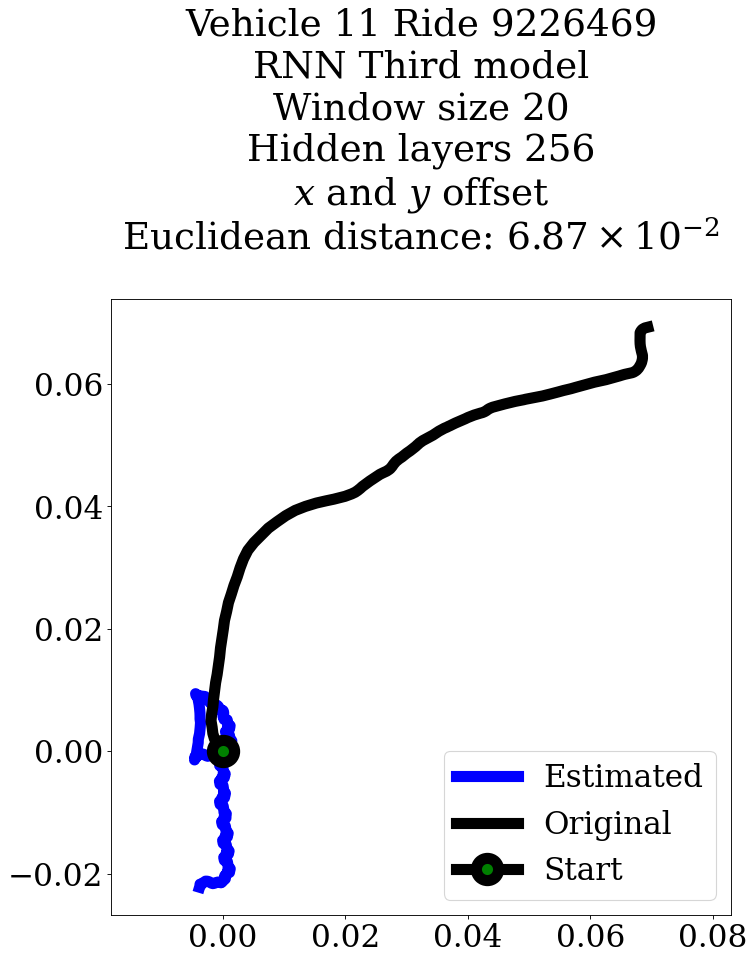 Vehicle 11 Ride 9226469
RNN Third model
Window size 20
Hidden layers 256
x and y offset
Euclidean distance: 6.87 × 10⁻²
0.06
0.04
0.02
0.00
−0.02
Estimated
Original
Start
0.00 0.02 0.04 0.06 0.08